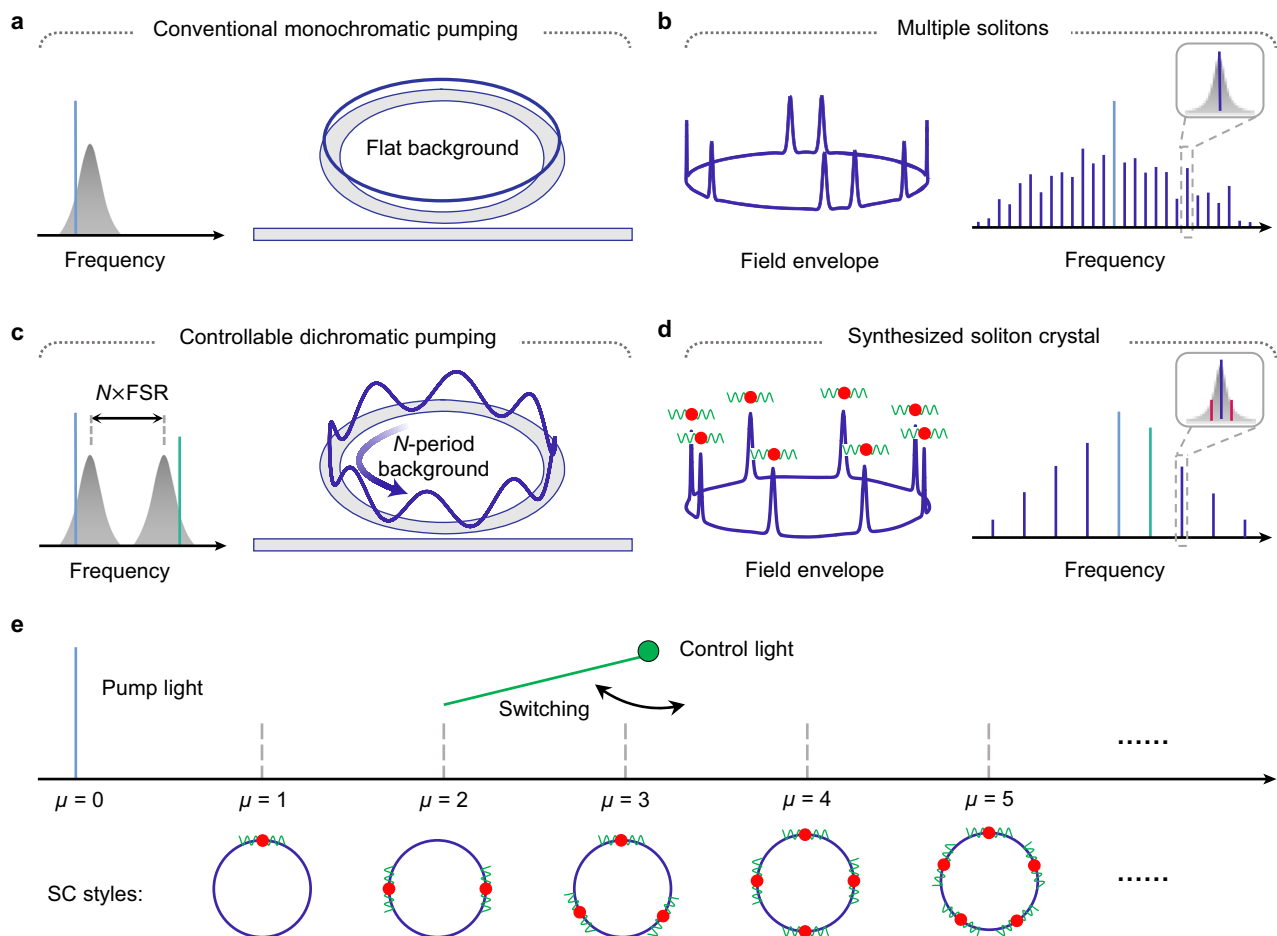 a
Conventional monochromatic pumping
Flat background
Frequency
b
Multiple solitons
Field envelope
Frequency
c
Controllable dichromatic pumping
N×FSR
N-period
background
Frequency
d
Synthesized soliton crystal
Field envelope
Frequency
e
Pump light
Control light
Switching
......
μ = 0 μ = 1 μ = 2 μ = 3 μ = 4 μ = 5
SC styles: ......